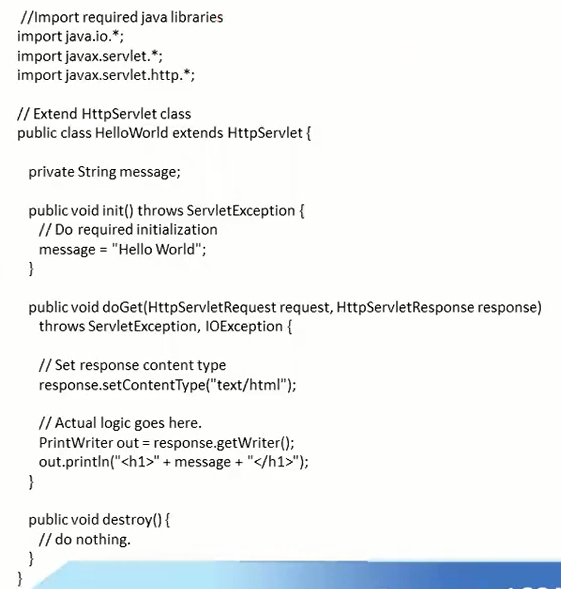 //Import required java libraries
import java.io.*;
import javax.servlet.*;
import javax.servlet.http.*;
// Extend HttpServlet class
public class HelloWorld extends HttpServlet {
private String message;
public void init() throws ServletException {
// Do required initialization
message = "Hello World";
}
public void doGet(HttpServletRequest request, HttpServletResponse response)
throws ServletException, IOException {
// Set response content type
response.setContentType("text/html");
// Actual logic goes here.
PrintWriter out = response.getWriter();
out.println("<h1>" + message + "</h1>");
}
public void destroy() {
// do nothing.
}
}